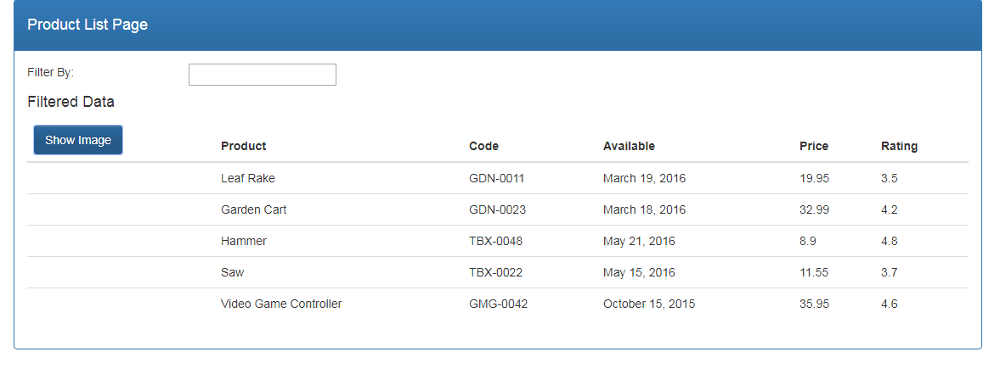 Product List Page
Filter By:
Filtered Data
Show Image Product Code Available Price Rating
Leaf Rake GDN-0011 March 19, 2016 19.95 3.5
Garden Cart GDN-0023 March 18, 2016 32.99 4.2
Hammer TBX-0048 May 21, 2016 8.9 4.8
Saw TBX-0022 May 15, 2016 11.55 3.7
Video Game Controller GMG-0042 October 15, 2015 35.95 4.6